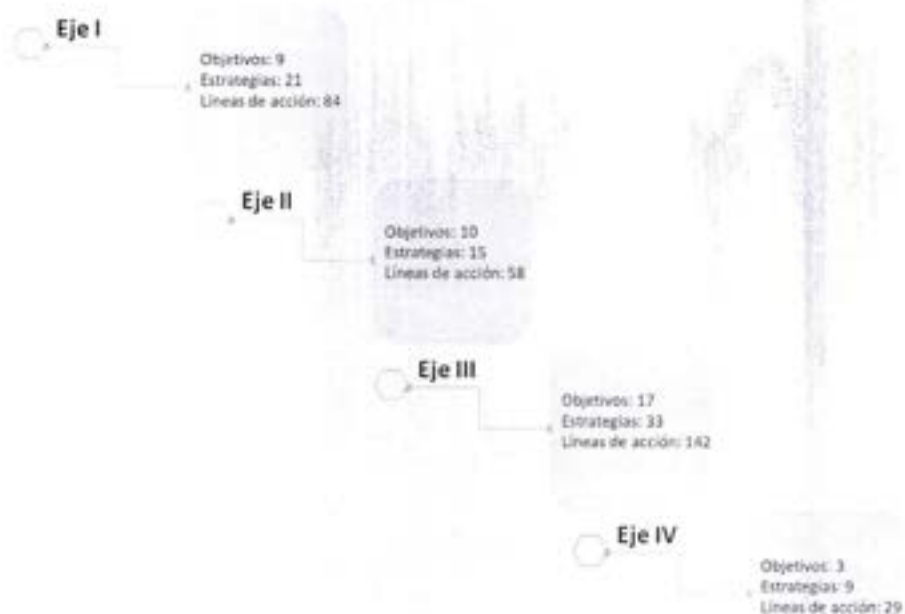 Eje I
Objetivos: 9
Estrategias: 21
Líneas de acción: 84
Eje II
Objetivos: 10
Estrategias: 15
Líneas de acción: 58
Eje III
Objetivos: 17
Estrategias: 33
Líneas de acción: 142
Eje IV
Objetivos: 3
Estrategias: 9
Líneas de acción: 29